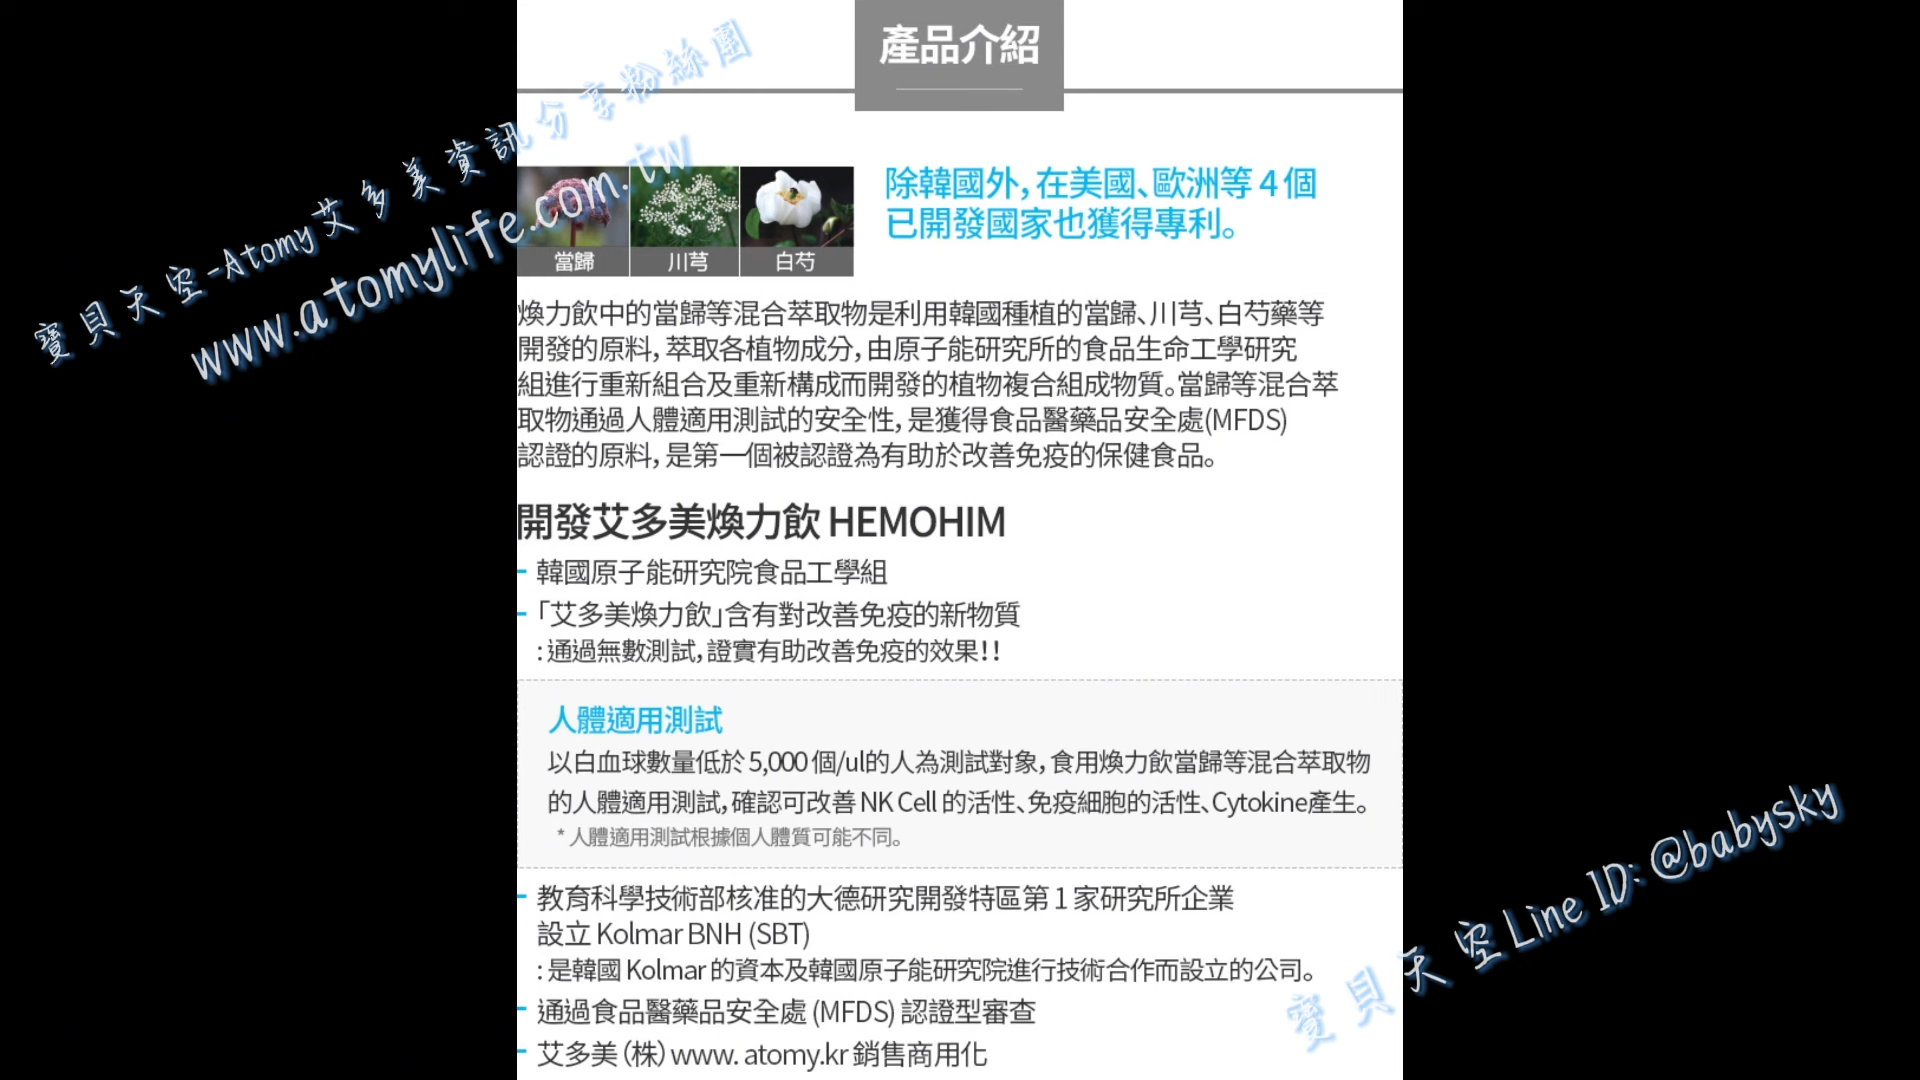 產品介紹
寶貝天空-Atomy艾多美資訊分享粉絲團
www.atomylife.com.tw
當歸
川芎
白芍
除韓國外,在美國、歐洲等 4 個
已開發國家也獲得專利。
煥力飲中的當歸等混合萃取物是利用韓國種植的當歸、川芎、白芍藥等
開發的原料, 萃取各植物成分, 由原子能研究所的食品生命工學研究
組進行重新組合及重新構成而開發的植物複合組成物質。當歸等混合萃
取物通過人體適用測試的安全性, 是獲得食品醫藥品安全處(MFDS)
認證的原料, 是第一個被認證為有助於改善免疫的保健食品。
開發艾多美煥力飲 HEMOHIM
- 韓國原子能研究院食品工學組
- 「艾多美煥力飲」含有對改善免疫的新物質
: 通過無數測試, 證實有助改善免疫的效果!!
人體適用測試
以白血球數量低於 5,000 個/ul的人為測試對象, 食用煥力飲當歸等混合萃取物
的人體適用測試, 確認可改善 NK Cell 的活性、免疫細胞的活性、Cytokine產生。
* 人體適用測試根據個人體質可能不同。
- 教育科學技術部核准的大德研究開發特區第 1 家研究所企業
設立 Kolmar BNH (SBT)
: 是韓國 Kolmar 的資本及韓國原子能研究院進行技術合作而設立的公司。
- 通過食品醫藥品安全處 (MFDS) 認證型審查
- 艾多美 (株) www. atomy.kr 銷售商用化
寶貝天空 Line ID: @babysky